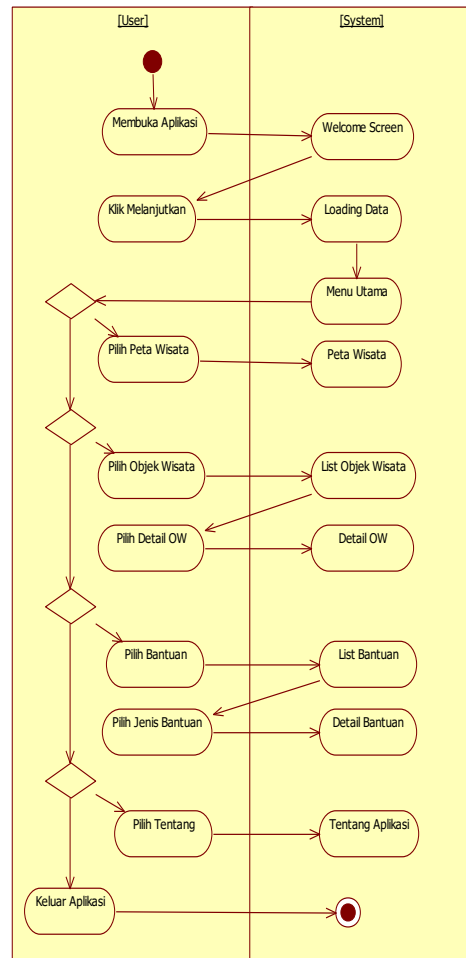 [User]
[System]
Membuka Aplikasi
Welcome Screen
Klik Melanjutkan
Loading Data
Menu Utama
Pilih Peta Wisata
Peta Wisata
Pilih Objek Wisata
List Objek Wisata
Pilih Detail OW
Detail OW
Pilih Bantuan
List Bantuan
Pilih Jenis Bantuan
Detail Bantuan
Pilih Tentang
Tentang Aplikasi
Keluar Aplikasi